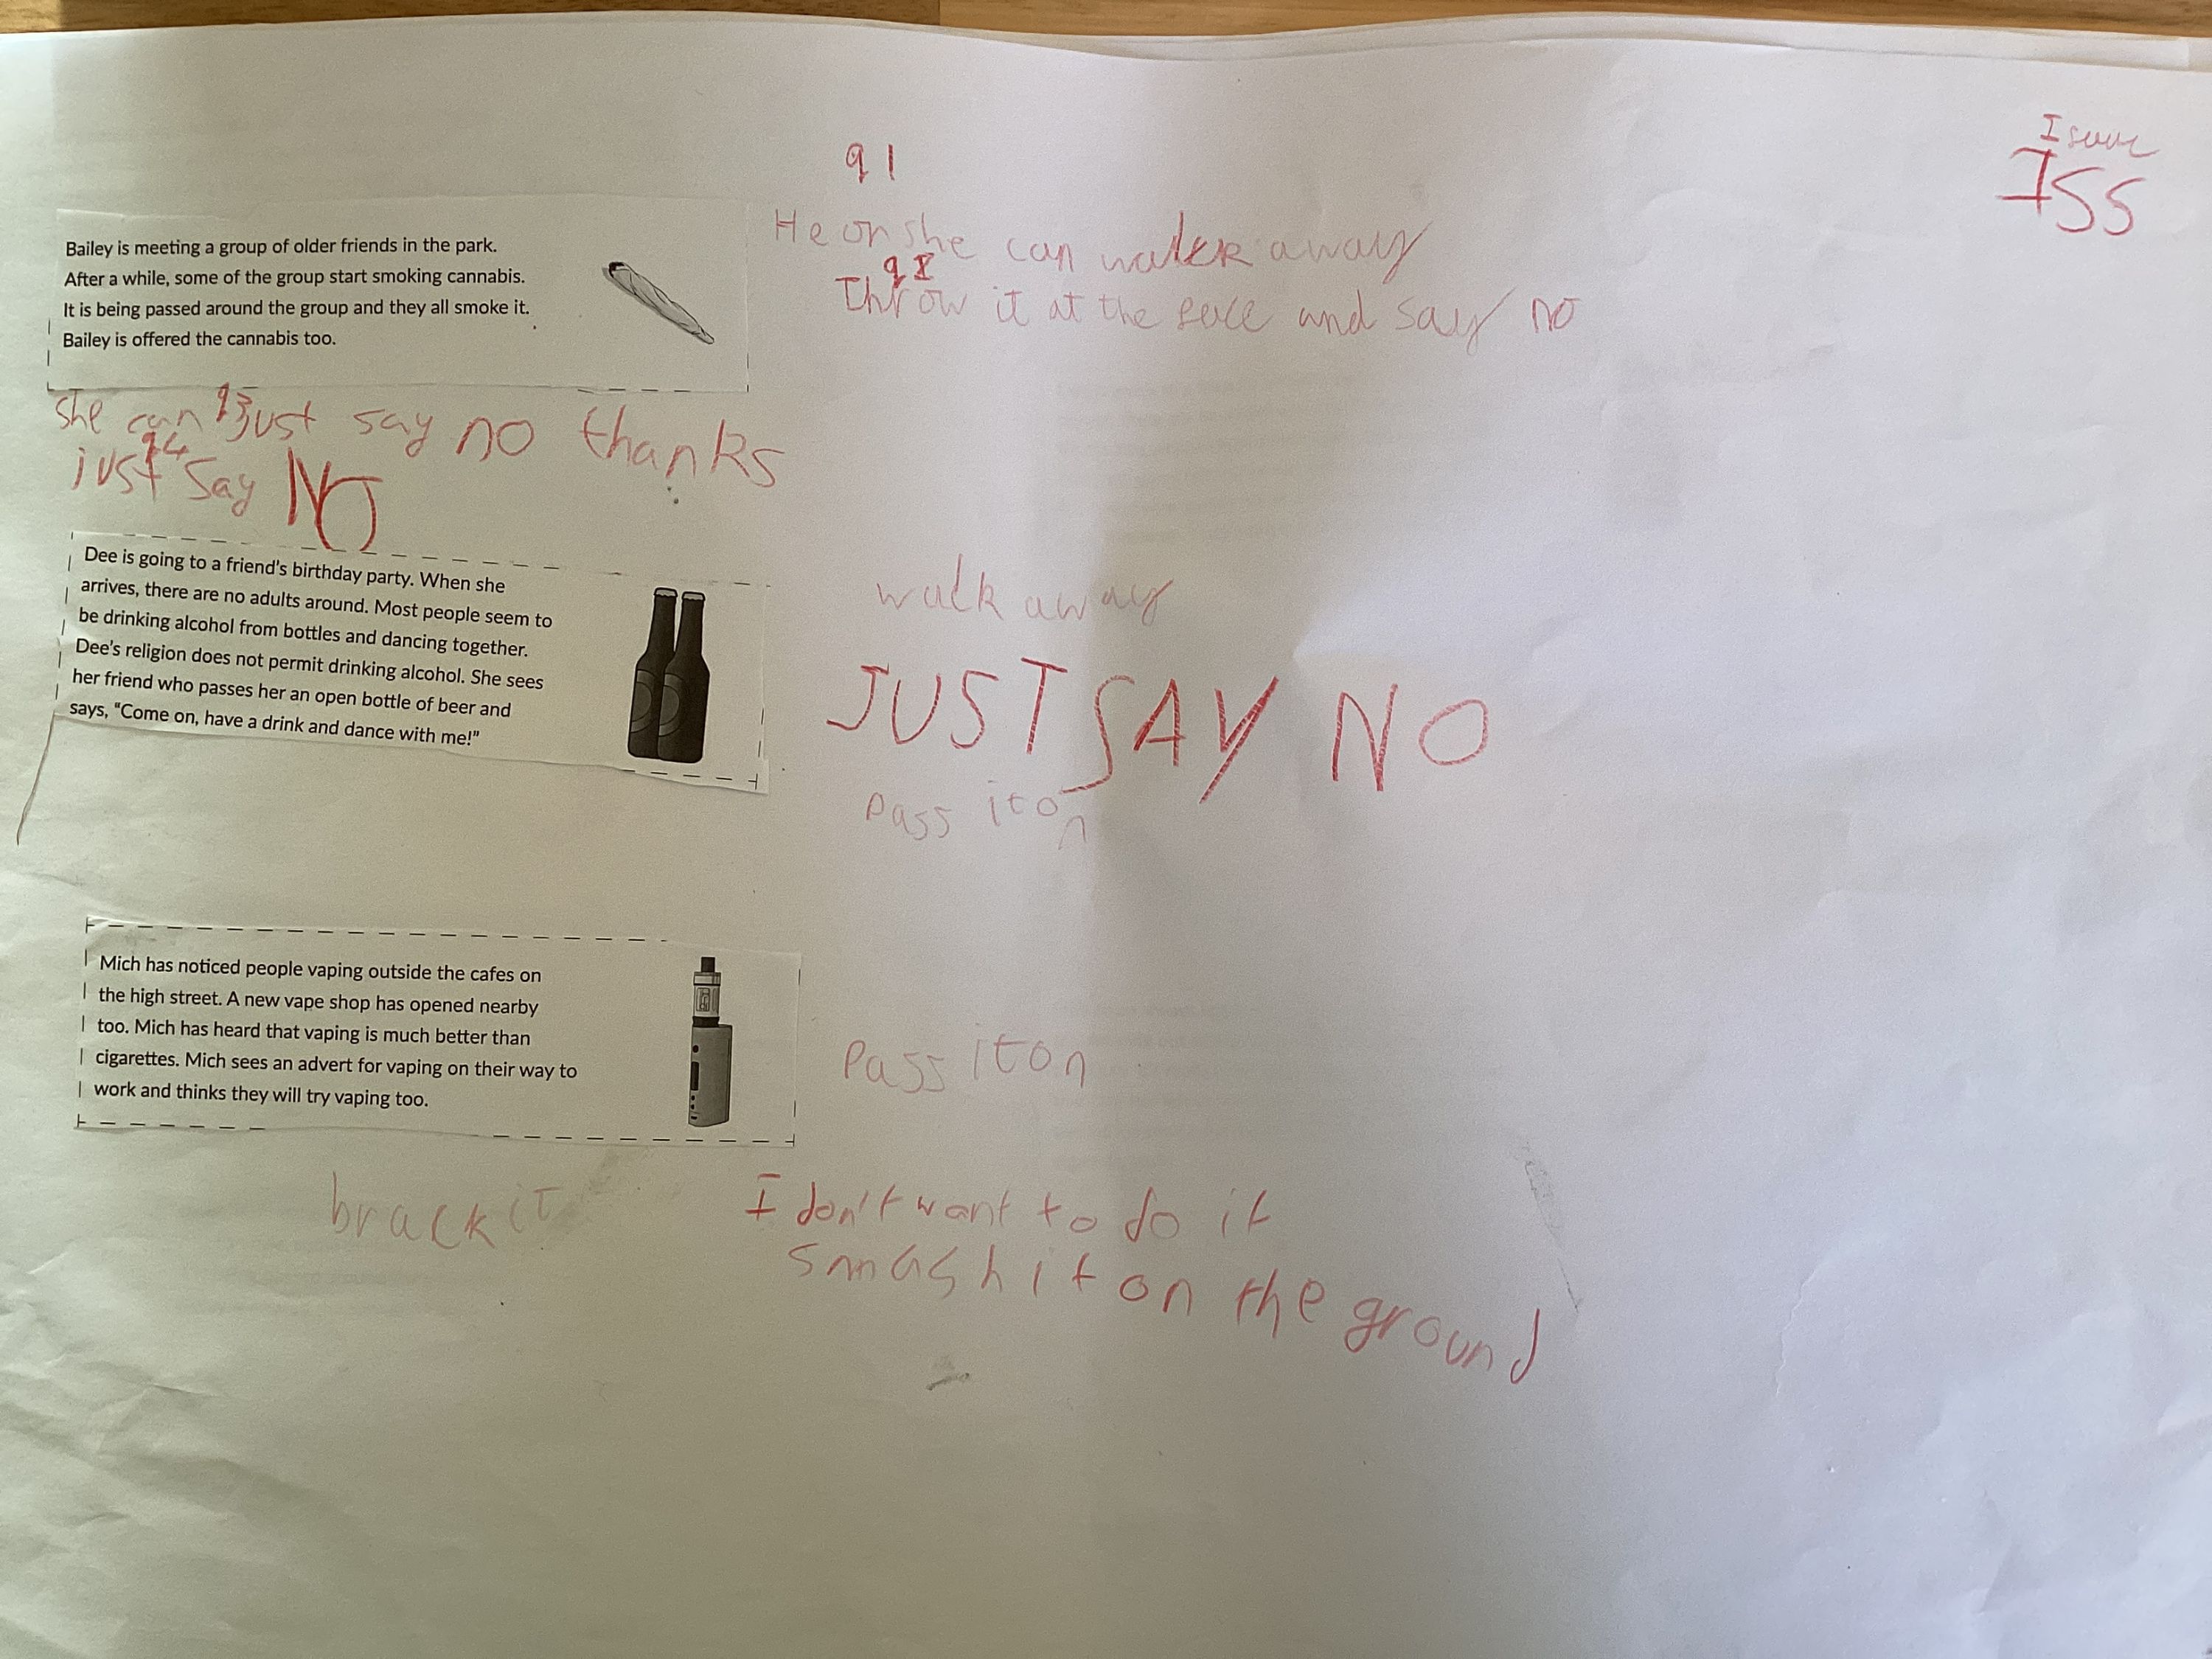 ISS
q 1
He or she can walk away
q 2
Throw it at the face and say no
Bailey is meeting a group of older friends in the park.
After a while, some of the group start smoking cannabis.
It is being passed around the group and they all smoke it.
Bailey is offered the cannabis too.
q3
she can just say no thanks
q4
just say NO
Dee is going to a friend's birthday party. When she
arrives, there are no adults around. Most people seem to
be drinking alcohol from bottles and dancing together.
Dee's religion does not permit drinking alcohol. She sees
her friend who passes her an open bottle of beer and
says, "Come on, have a drink and dance with me!"
walk away
JUST SAY NO
pass it on
Mich has noticed people vaping outside the cafes on
the high street. A new vape shop has opened nearby
too. Mich has heard that vaping is much better than
cigarettes. Mich sees an advert for vaping on their way to
work and thinks they will try vaping too.
Pass it on
brack it
I don't want to do it
smash it on the ground